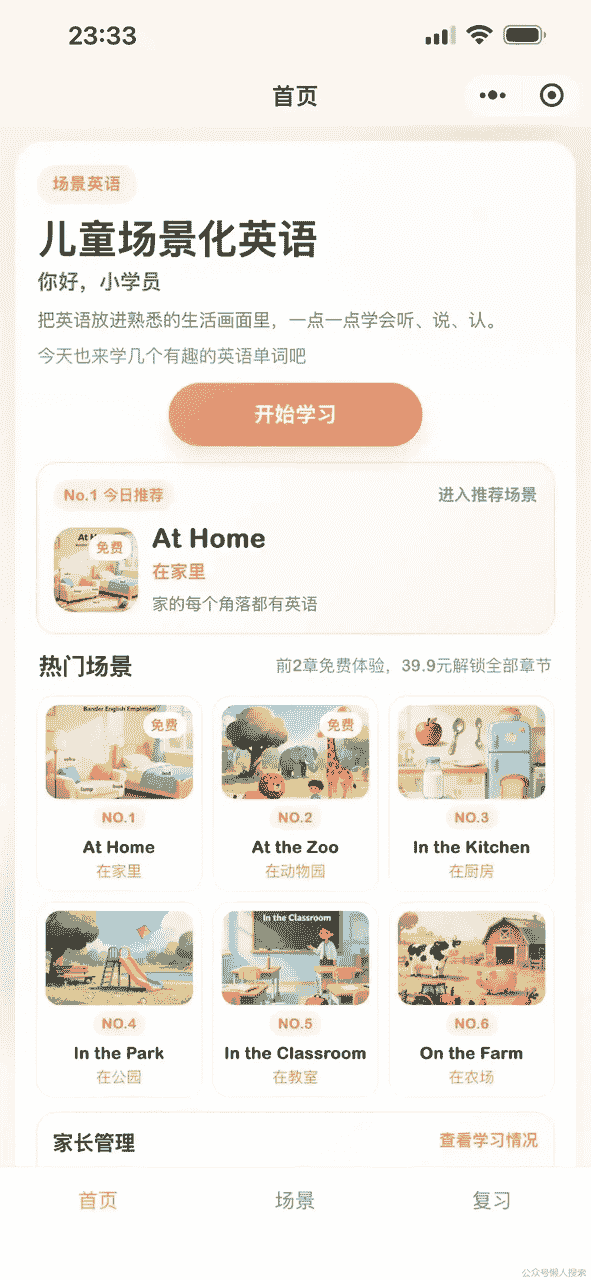 23:33
首页
场景英语
儿童场景化英语
你好，小学员
把英语放进熟悉的生活画面里，一点一点学会听、说、认。
今天也来学几个有趣的英语单词吧
开始学习
No.1 今日推荐
进入推荐场景
免费
At Home
在家里
家的每个角落都有英语
热门场景
前2章免费体验，39.9元解锁全部章节
免费
NO.1
At Home
在家里
免费
NO.2
At the Zoo
在动物园
NO.3
In the Kitchen
在厨房
NO.4
In the Park
在公园
In the Classroom
NO.5
In the Classroom
在教室
NO.6
On the Farm
在农场
家长管理
查看学习情况
首页
场景
复习
公众号懒人搜索